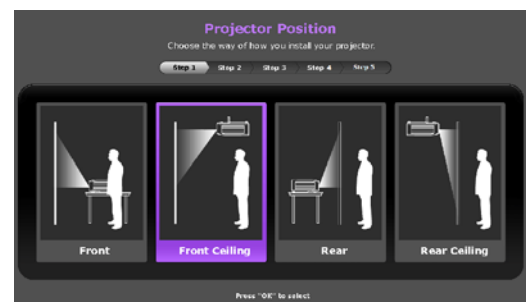 Projector Position
Choose the way of how you install your projector.
Step 1 Step 2 Step 3 Step 4 Step 5
Front Front Ceiling Rear Rear Ceiling
Press "OK" to select